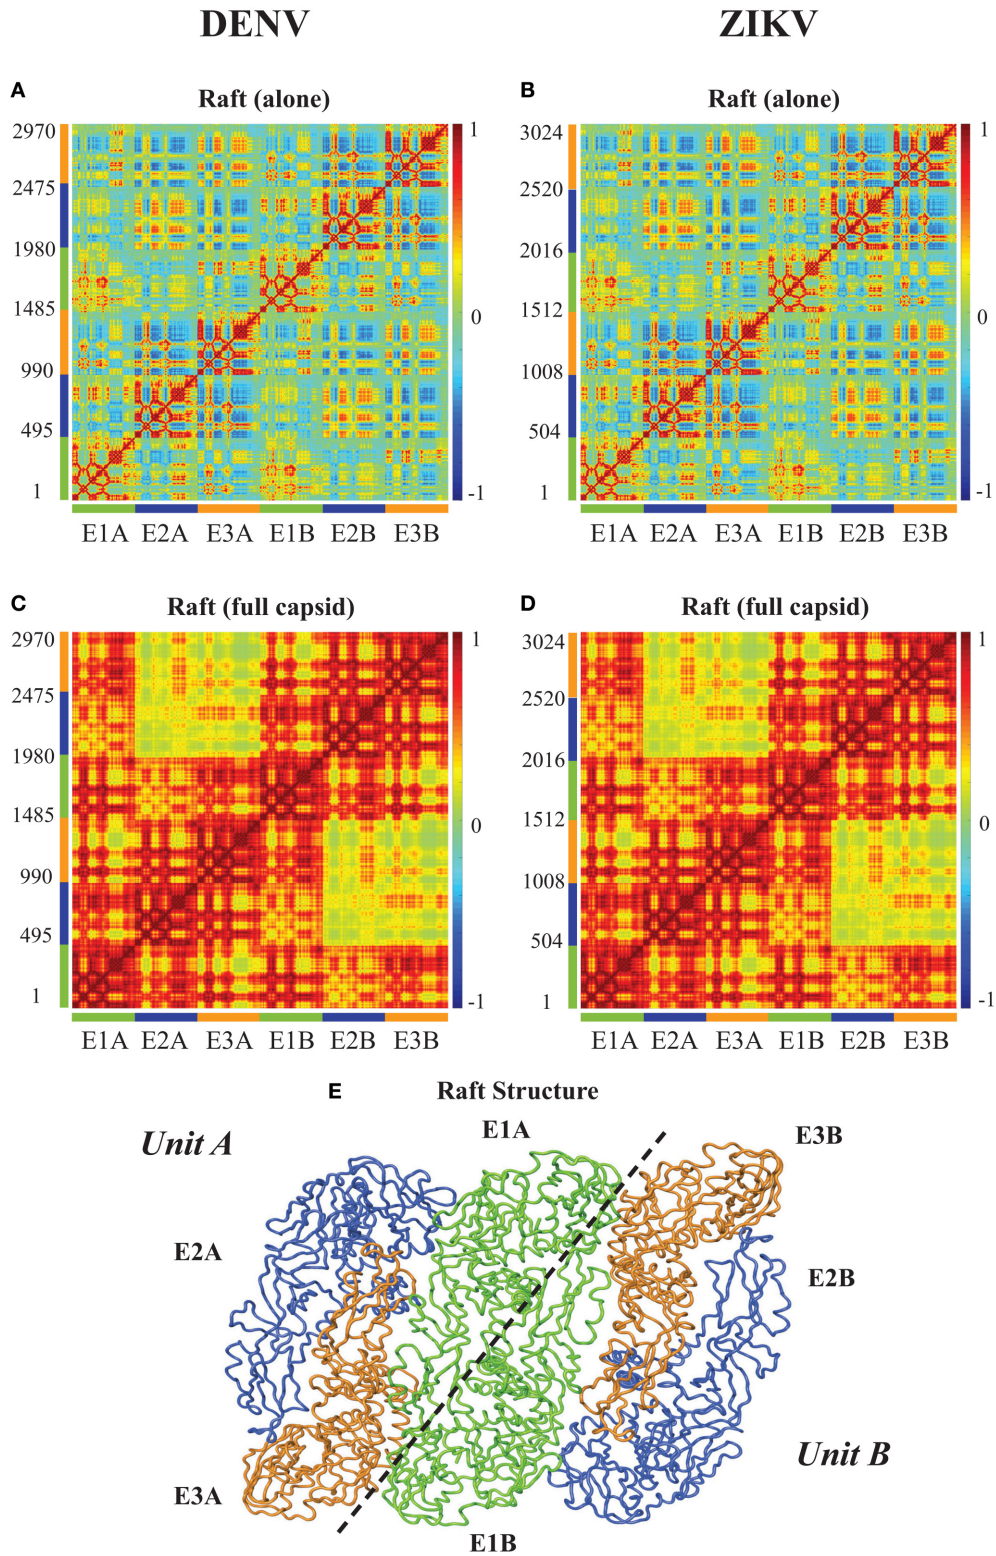 DENV
ZIKV
A
Raft (alone)
2970
2475
1980
1485
990
495
1
1
0
-1
E1A E2A E3A E1B E2B E3B
B
Raft (alone)
3024
2520
2016
1512
1008
504
1
1
0
-1
E1A E2A E3A E1B E2B E3B
C
Raft (full capsid)
2970
2475
1980
1485
990
495
1
1
0
-1
E1A E2A E3A E1B E2B E3B
D
Raft (full capsid)
3024
2520
2016
1512
1008
504
1
1
0
-1
E1A E2A E3A E1B E2B E3B
E
Raft Structure
Unit A
E1A
E3B
E2A
E2B
Unit B
E3A
E1B